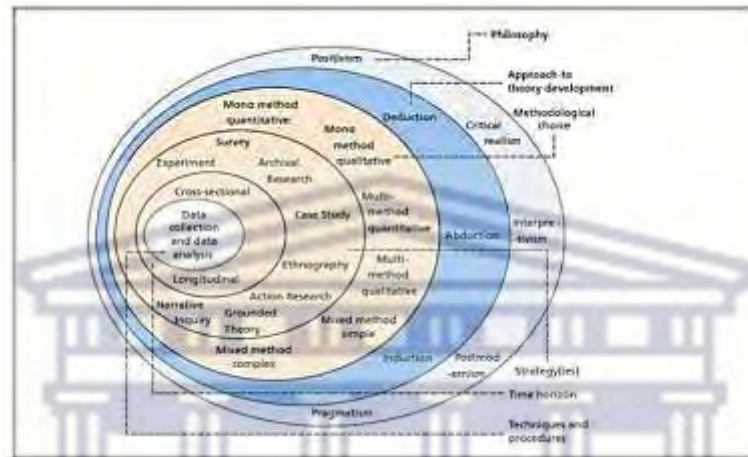 Philosophy
Positivism
Approach to
theory development
Mono method
quantitative
Deduction
Methodological
choice
Critical
realism
Survey
Mono
method
qualitative
Experiment
Archival
Research
Cross-sectional
Data
collection
and data
analysis
Case Study
Multi-
method
quantitative
Abduction
Interpre-
tivism
Ethnography
Multi-
method
qualitative
Longitudinal
Action Research
Narrative
Inquiry
Grounded
Theory
Mixed method
simple
Mixed method
complex
Induction
Postmod
-ernism
Strategy(ies)
Time horizon
Pragmatism
Techniques and
procedures